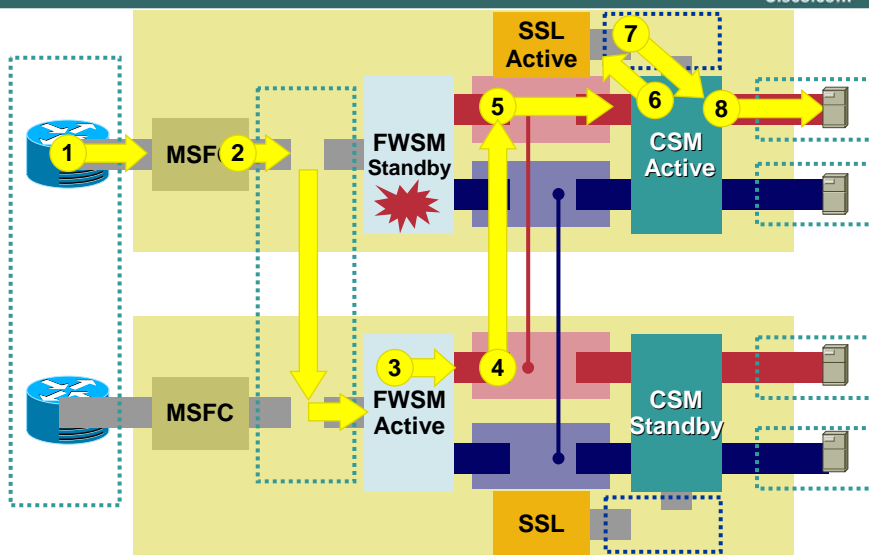 SSL
Active
7
5
6
8
1
MSFC
2
FWSM
Standby
CSM
Active
3
4
MSFC
FWSM
Active
CSM
Standby
SSL